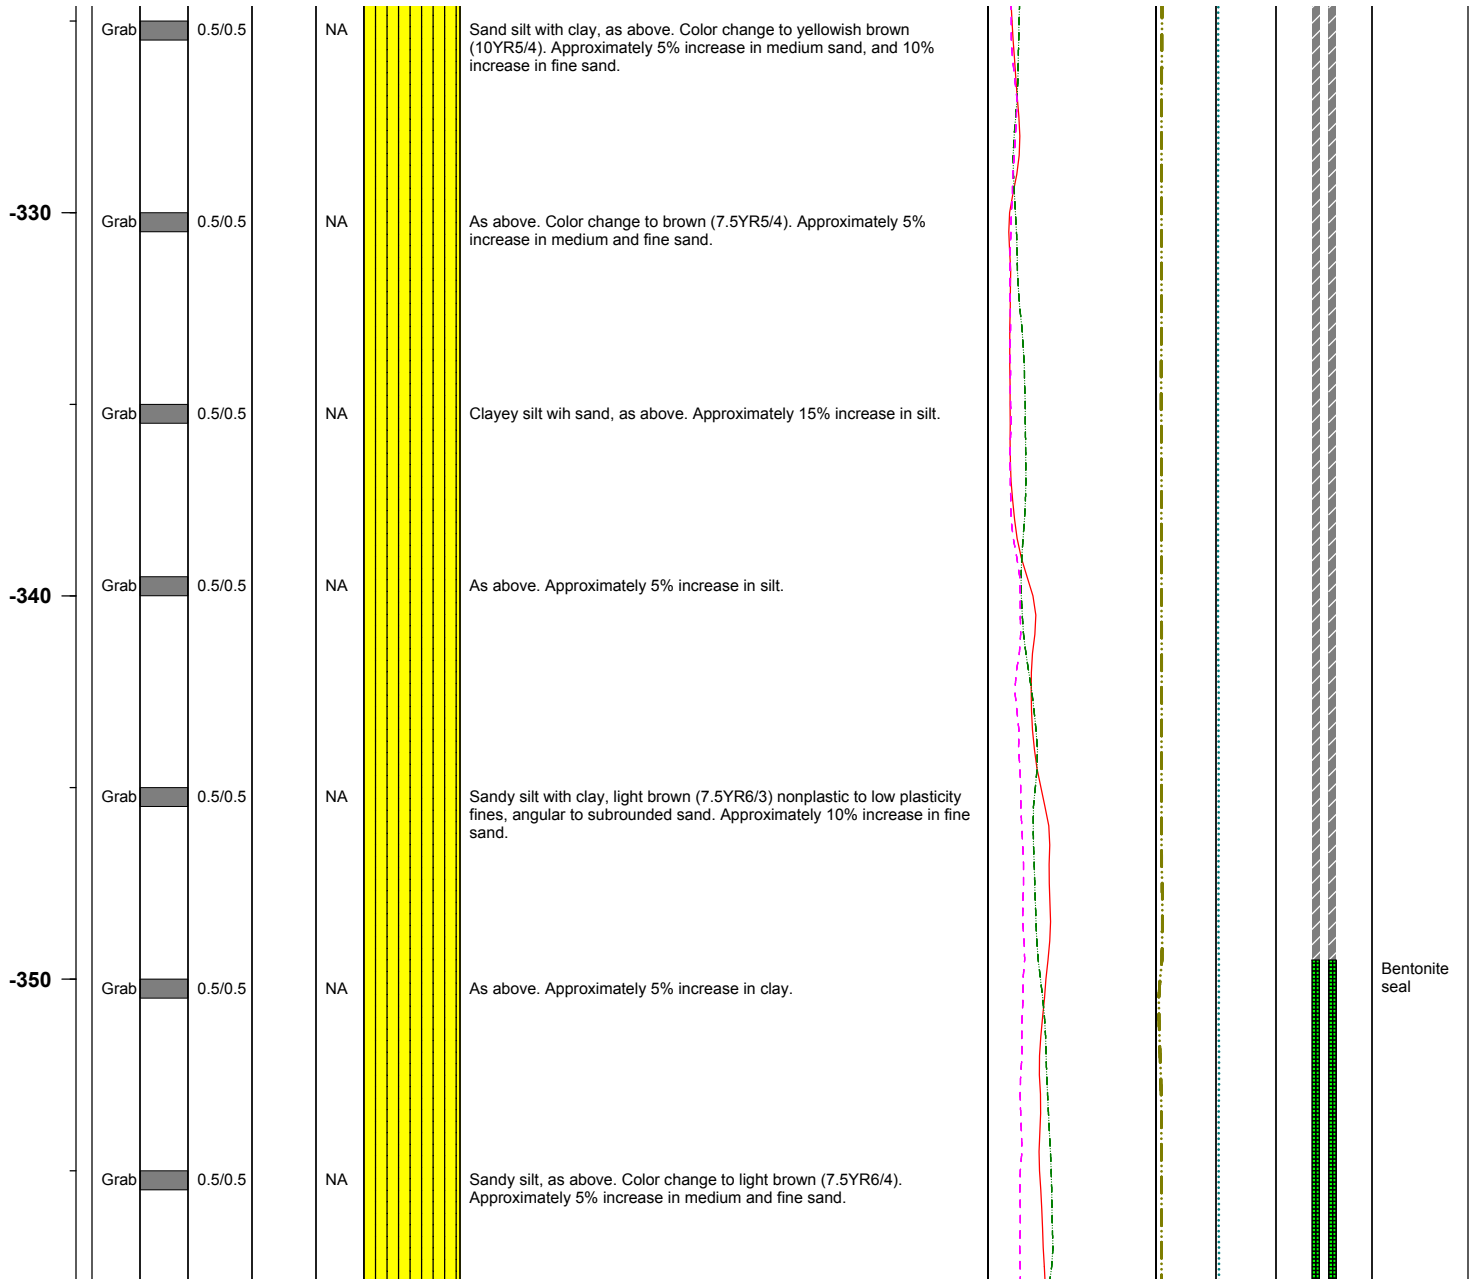 Grab 0.5/0.5 NA Sand silt with clay, as above. Color change to yellowish brown
(10YR5/4). Approximately 5% increase in medium sand, and 10%
increase in fine sand.
-330 Grab 0.5/0.5 NA As above. Color change to brown (7.5YR5/4). Approximately 5%
increase in medium and fine sand.
Grab 0.5/0.5 NA Clayey silt wih sand, as above. Approximately 15% increase in silt.
-340 Grab 0.5/0.5 NA As above. Approximately 5% increase in silt.
Grab 0.5/0.5 NA Sandy silt with clay, light brown (7.5YR6/3) nonplastic to low plasticity
fines, angular to subrounded sand. Approximately 10% increase in fine
sand.
-350 Grab 0.5/0.5 NA As above. Approximately 5% increase in clay.
Bentonite
seal
Grab 0.5/0.5 NA Sandy silt, as above. Color change to light brown (7.5YR6/4).
Approximately 5% increase in medium and fine sand.